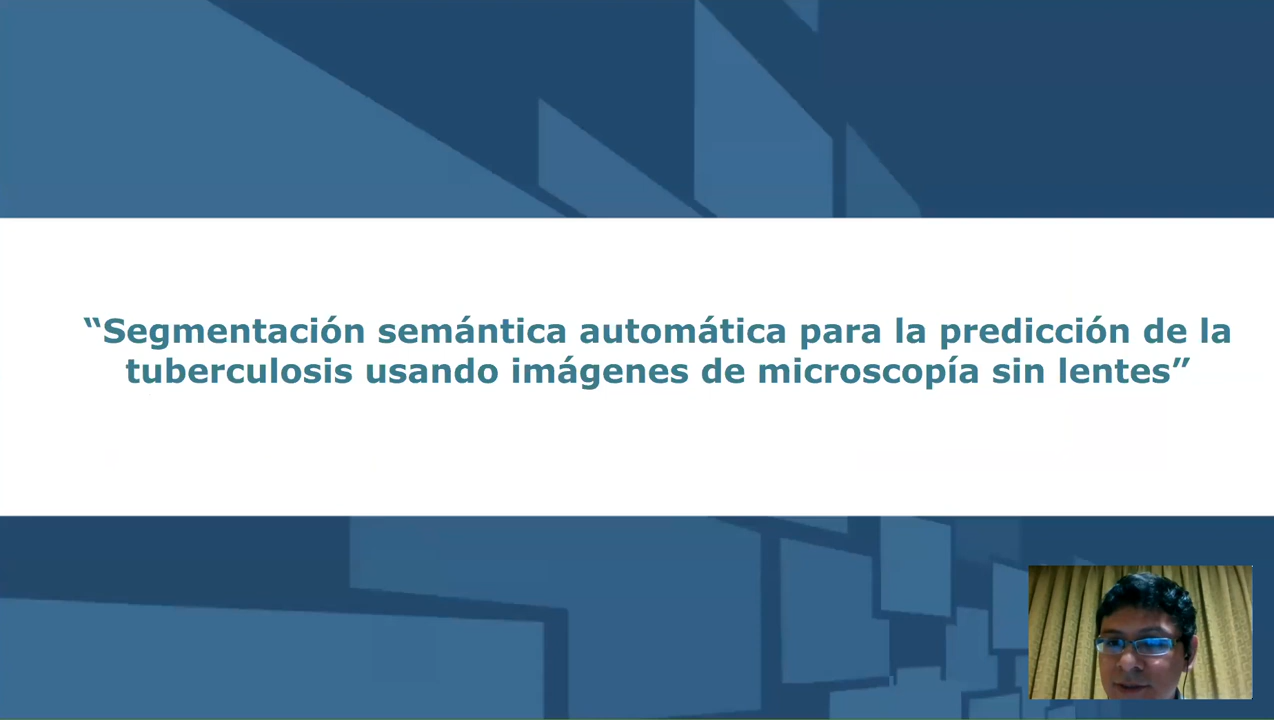 “Segmentación semántica automática para la predicción de la
tuberculosis usando imágenes de microscopía sin lentes”